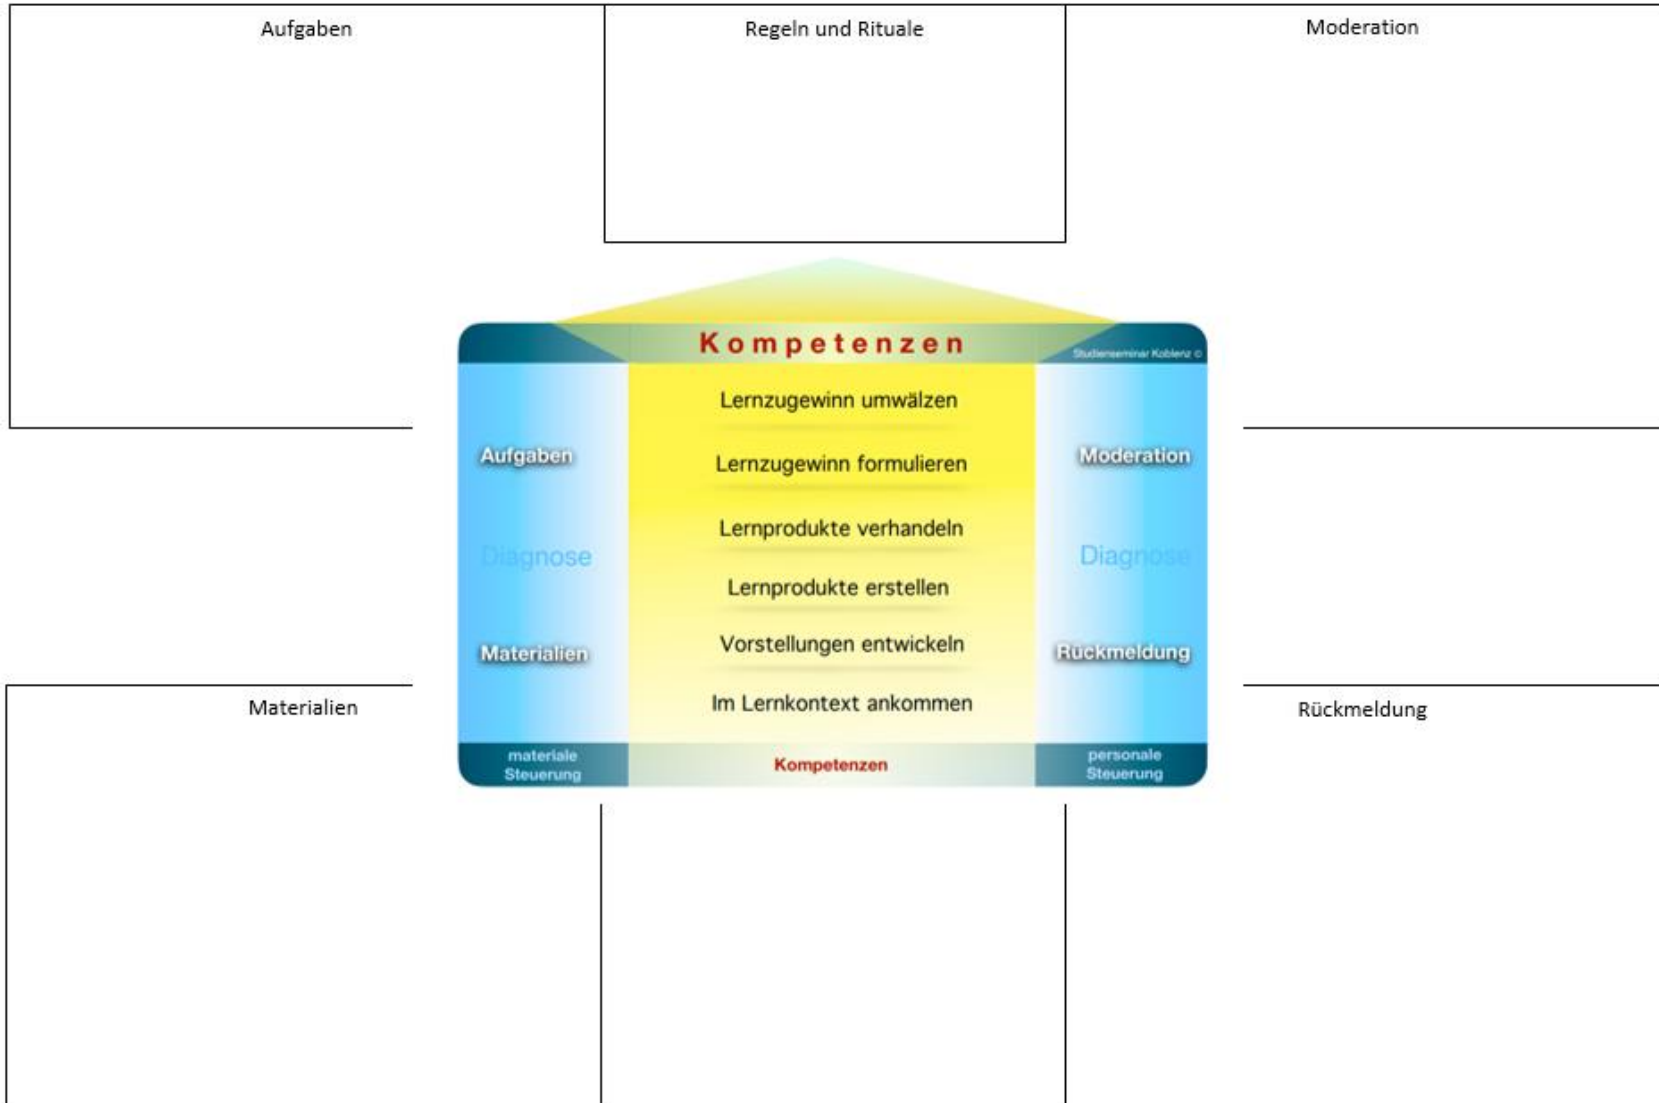 Aufgaben
Regeln und Rituale
Moderation
Kompetenzen
Studienseminar Koblenz ©
Lernzugewinn umwälzen
Aufgaben
Lernzugewinn formulieren
Moderation
Lernprodukte verhandeln
Diagnose
Diagnose
Lernprodukte erstellen
Materialien
Vorstellungen entwickeln
Rückmeldung
Im Lernkontext ankommen
Materialien
Rückmeldung
materiale
Steuerung
Kompetenzen
personale
Steuerung